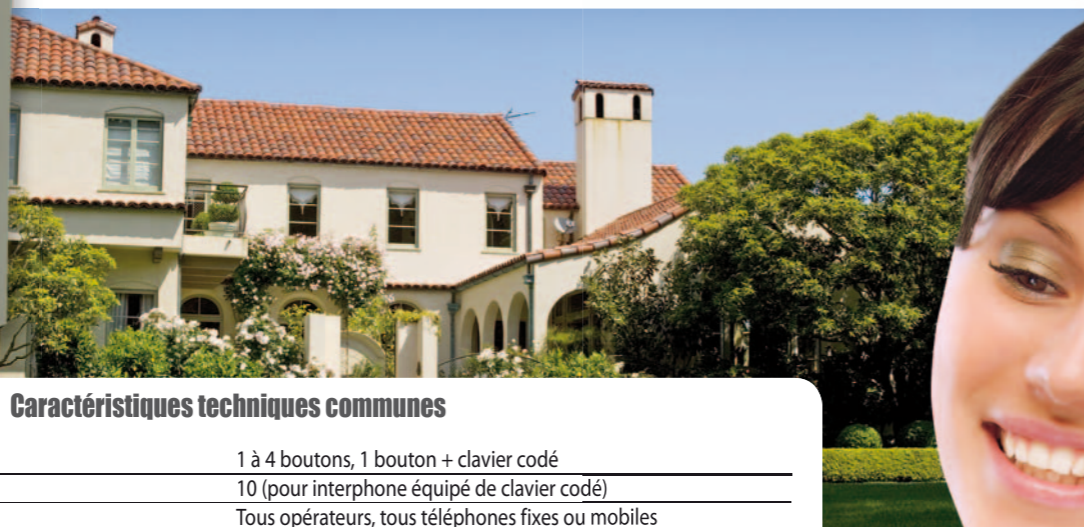 Caractéristiques techniques communes
1 à 4 boutons, 1 bouton + clavier codé
10 (pour interphone équipé de clavier codé)
Tous opérateurs, tous téléphones fixes ou mobiles